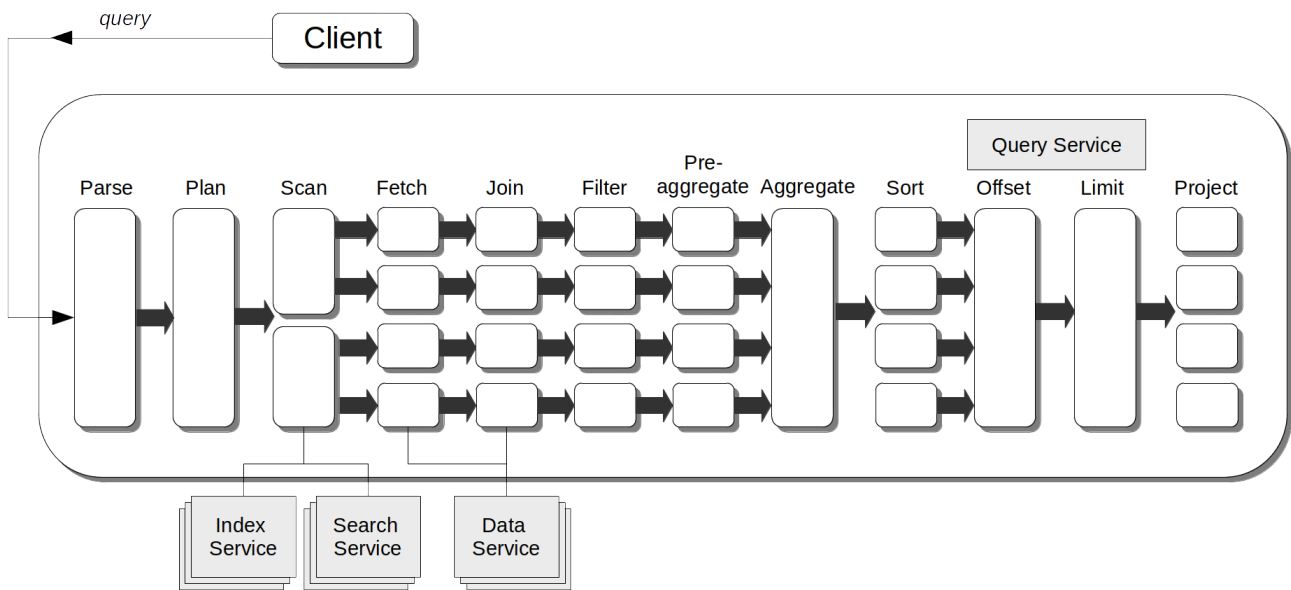 query
Client
Query Service
Parse
Plan
Scan
Fetch
Join
Filter
Pre-
aggregate
Aggregate
Sort
Offset
Limit
Project
Index
Service
Search
Service
Data
Service